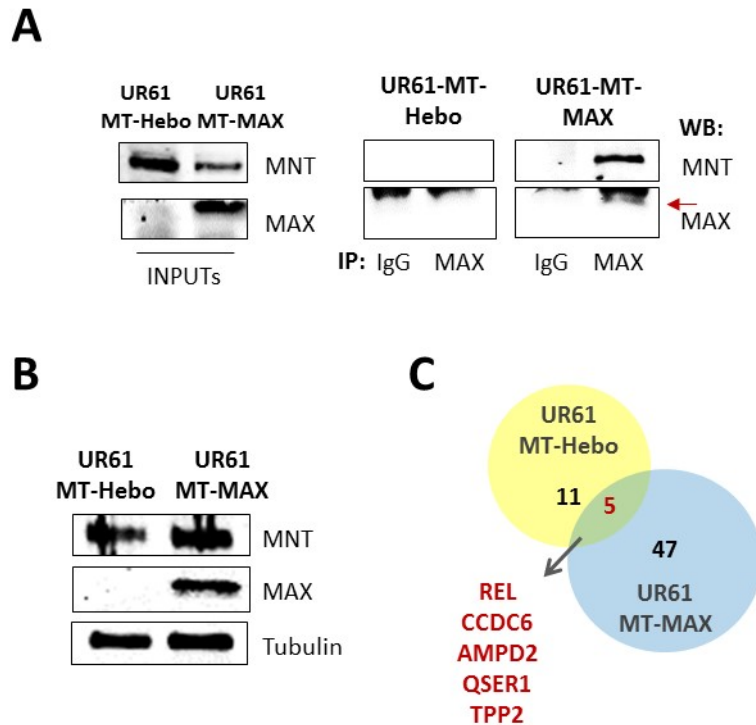 A
UR61 UR61
MT-Hebo MT-MAX
MNT
MAX
INPUTs
UR61-MT-
Hebo
UR61-MT-
MAX
WB:
MNT
MAX
IP: IgG MAX IgG MAX
B
UR61 UR61
MT-Hebo MT-MAX
MNT
MAX
Tubulin
C
UR61
MT-Hebo
11 5
47
UR61
MT-MAX
REL
CCDC6
AMPD2
QSER1
TPP2